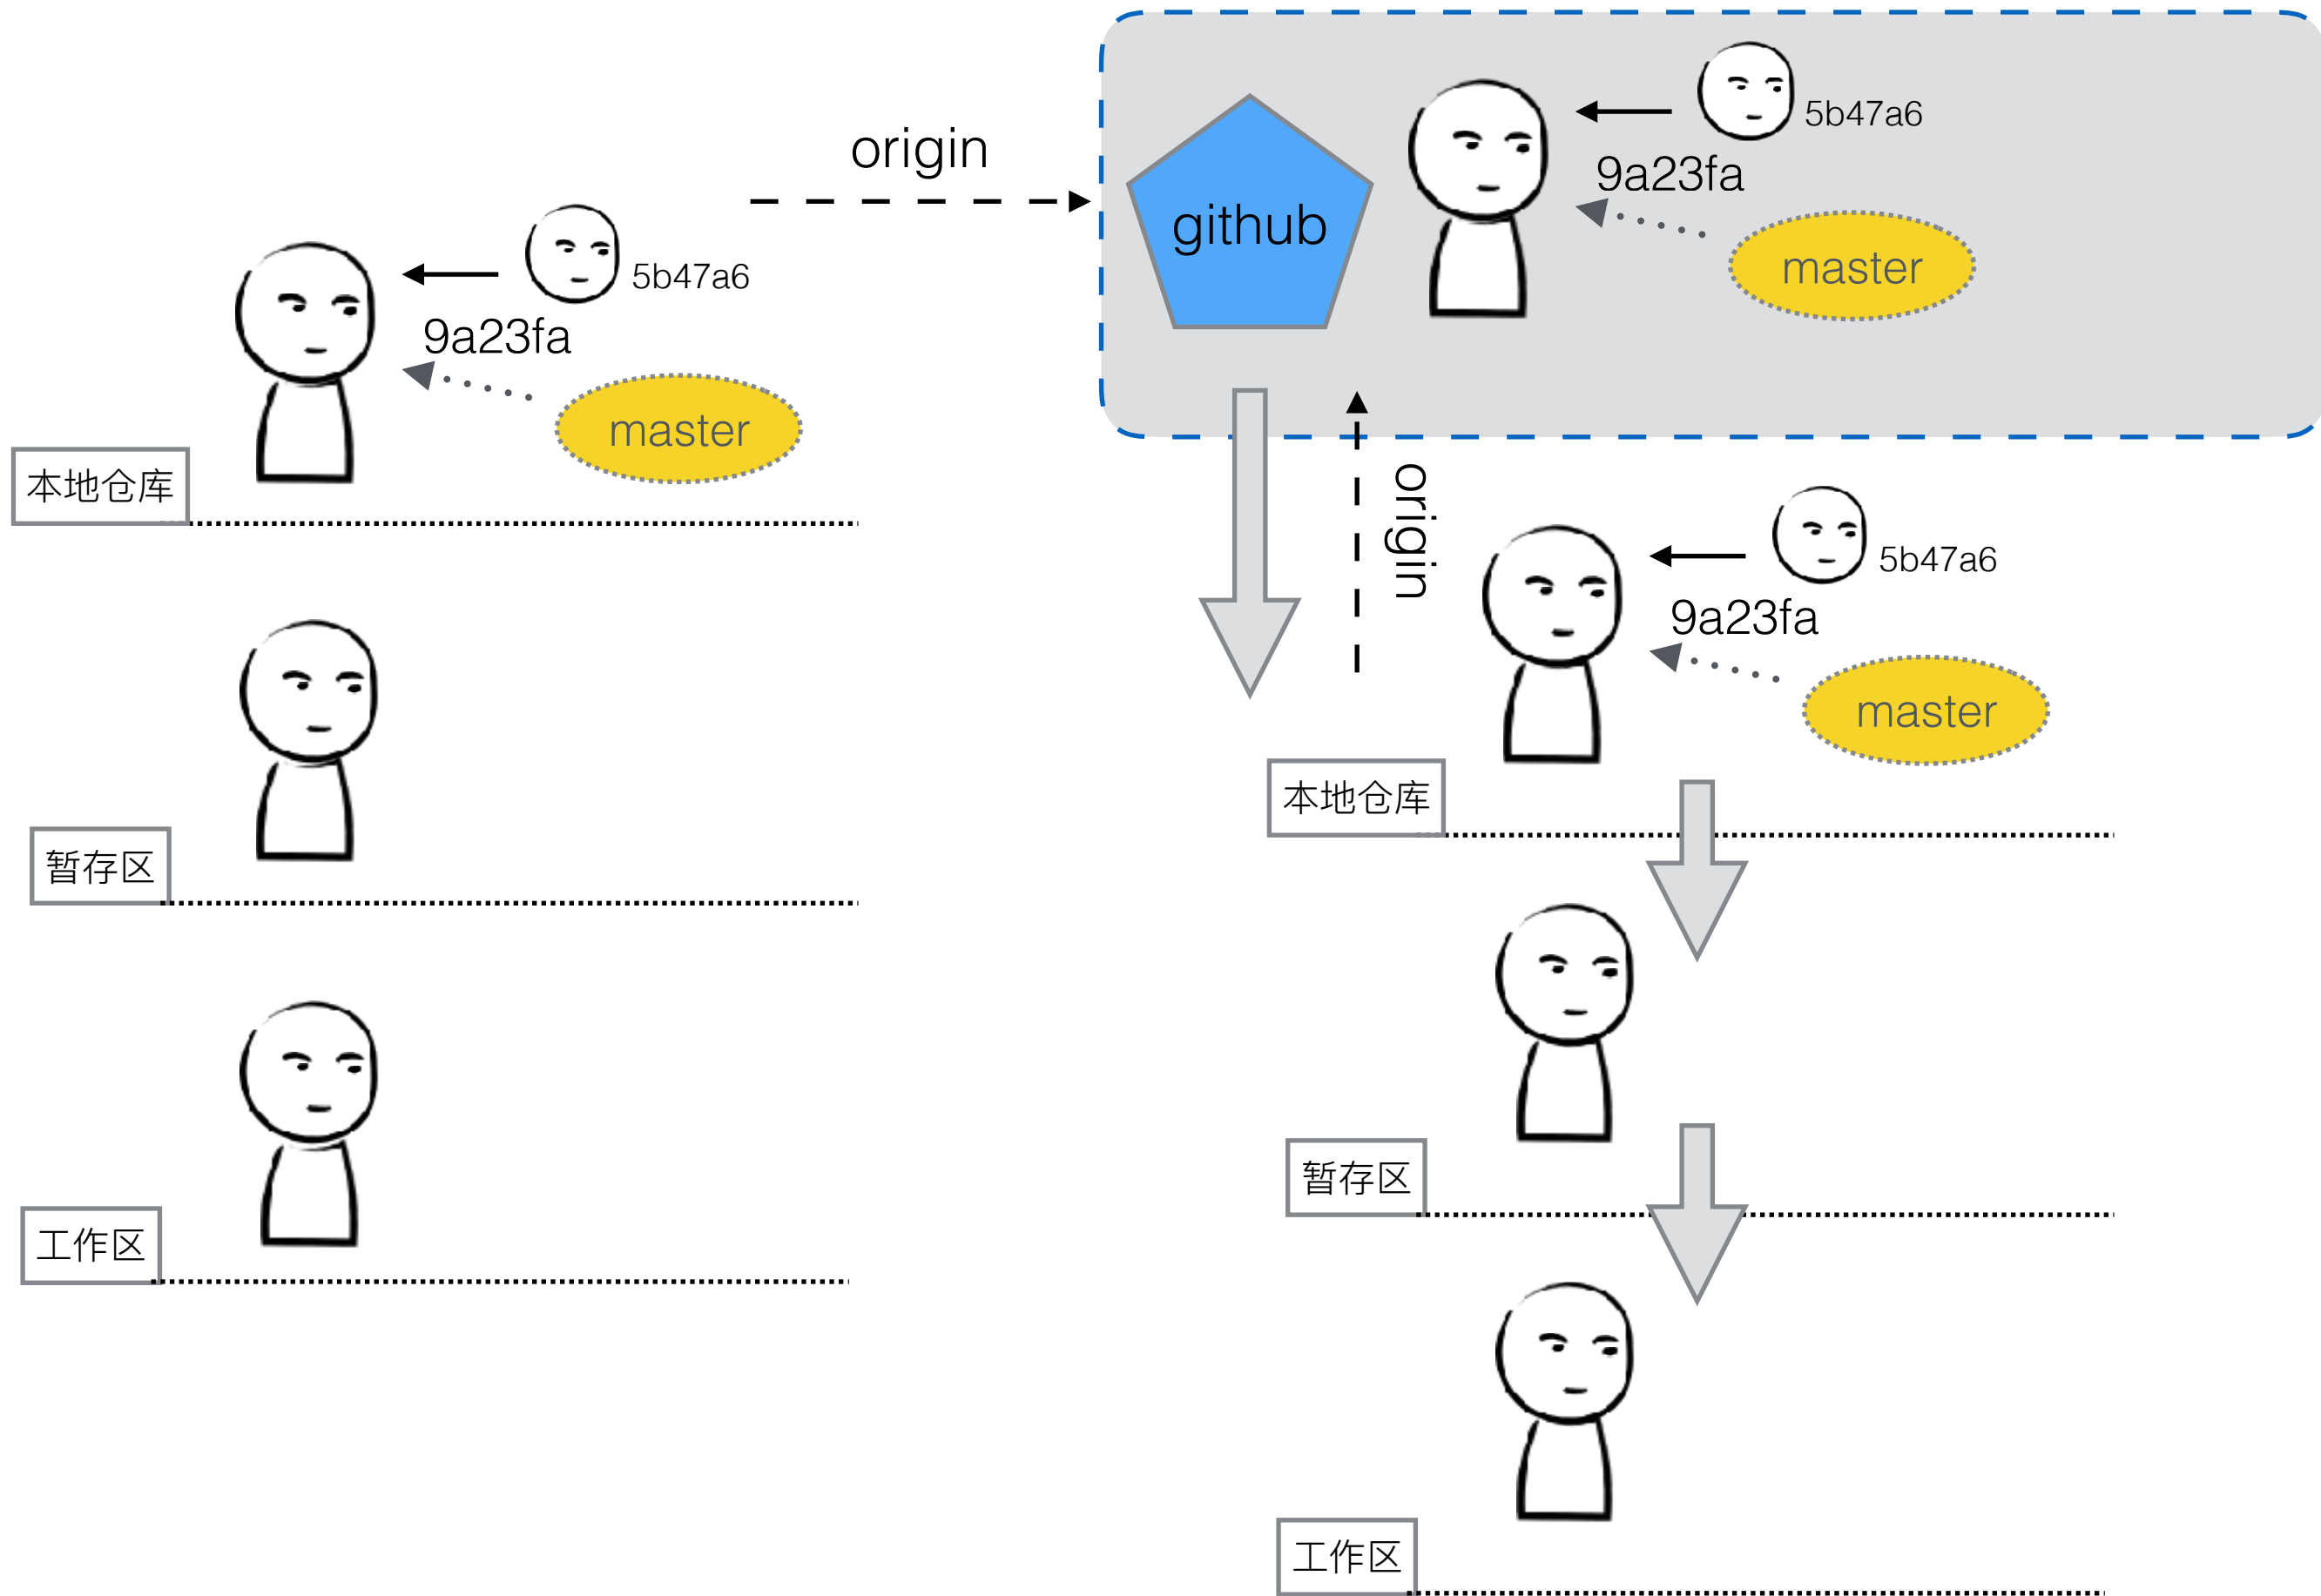 origin
5b47a6
9a23fa
master
本地仓库
暂存区
工作区
github
5b47a6
9a23fa
master
origin
5b47a6
9a23fa
master
本地仓库
暂存区
工作区